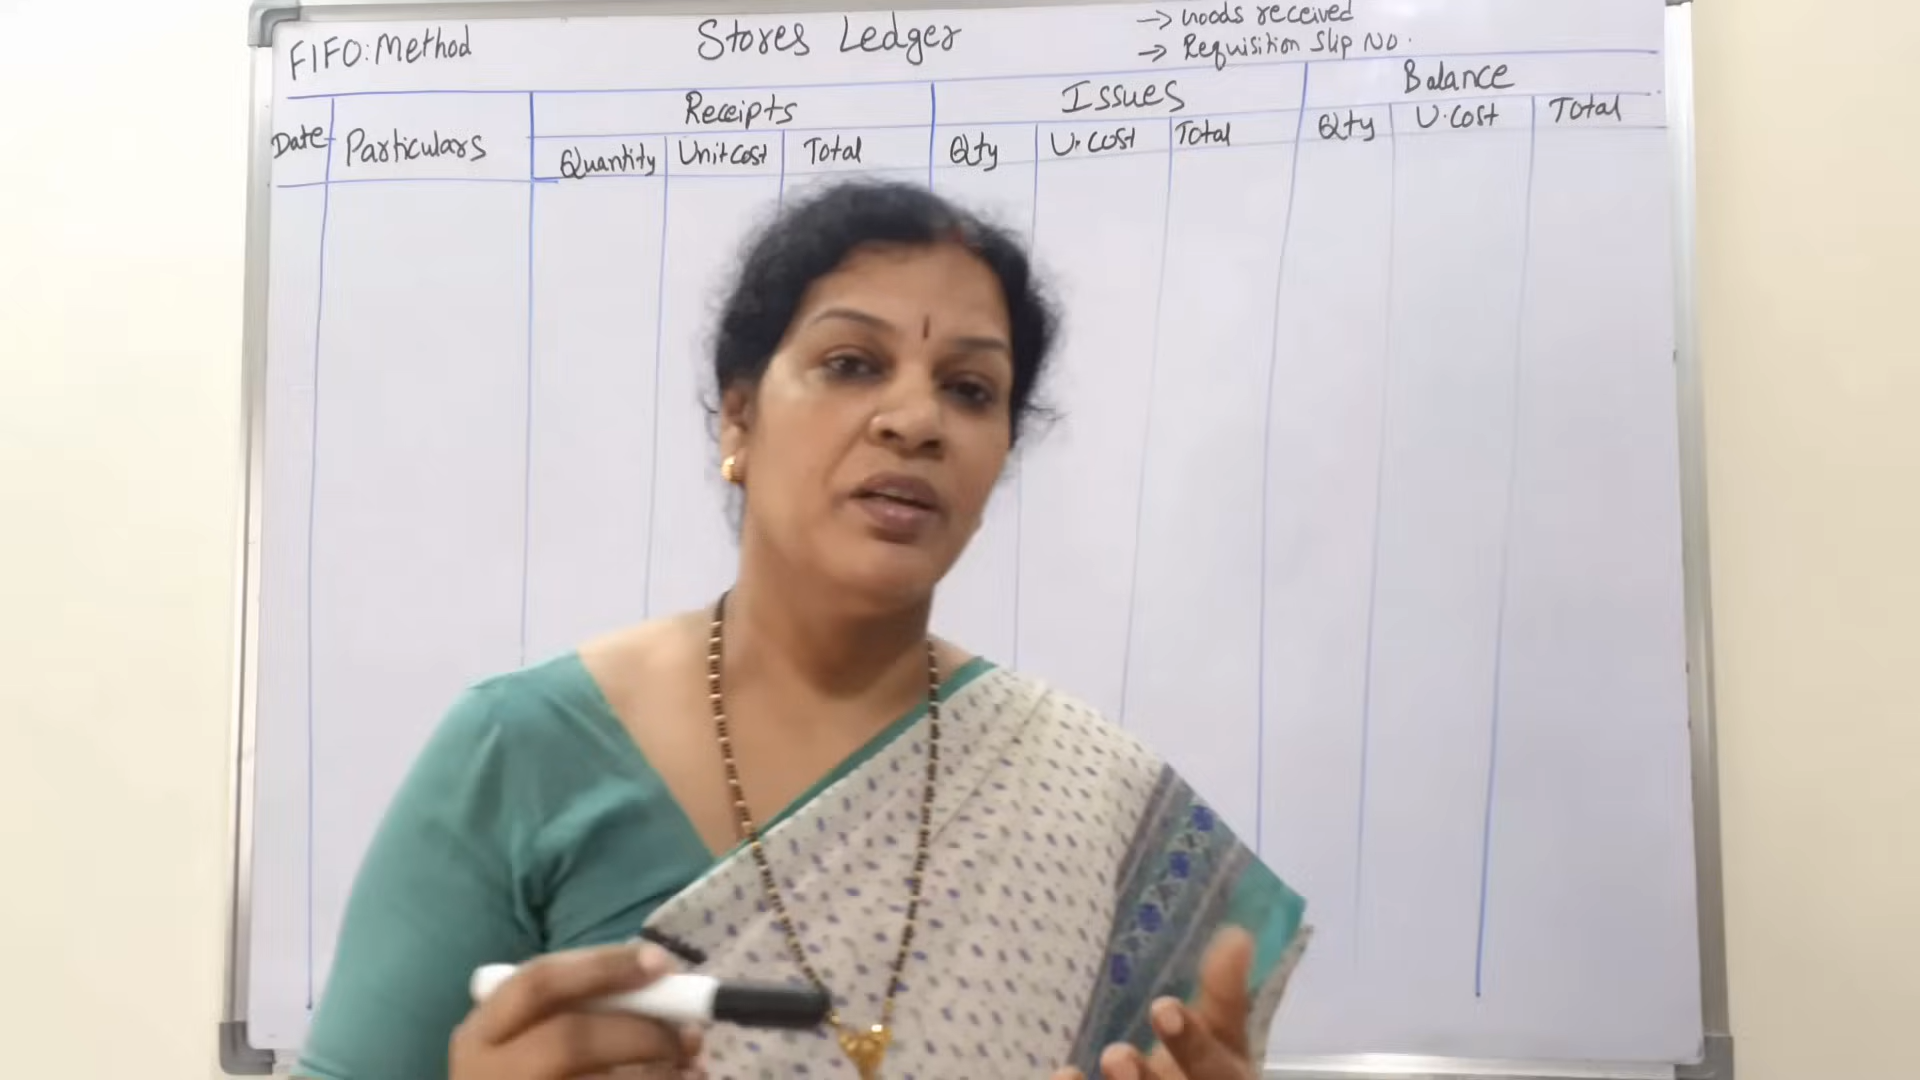 FIFO: Method
Stores Ledger
→ Goods received
→ Requisition Slip No.
Date
Particulars
Receipts
Issues
Balance
Quantity
Unit Cost
Total
Qty
U. Cost
Total
Qty
U. Cost
Total